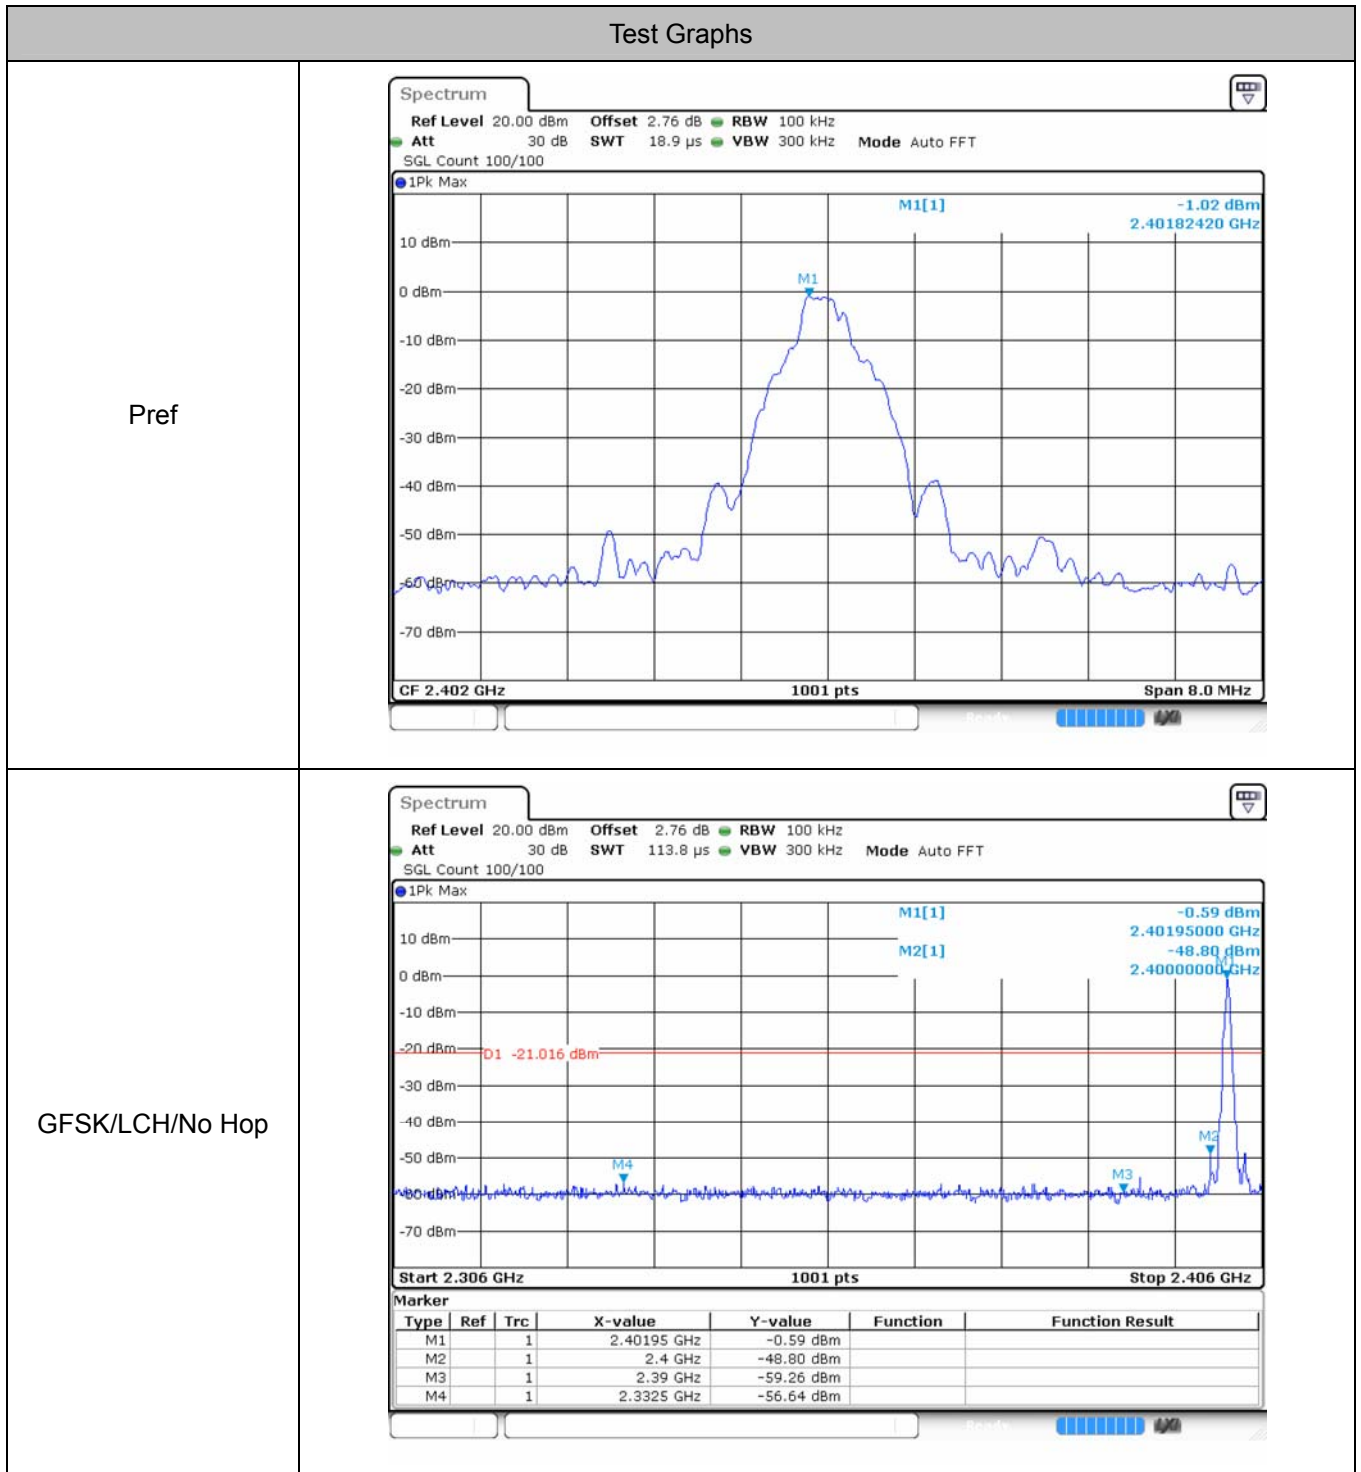 Test Graphs
Pref
Spectrum
Ref Level 20.00 dBm Offset 2.76 dB RBW 100 kHz
Att 30 dB SWT 18.9 µs VBW 300 kHz Mode Auto FFT
SGL Count 100/100
1Pk Max
M1[1] -1.02 dBm
2.40182420 GHz
10 dBm
M1
0 dBm
-10 dBm
-20 dBm
-30 dBm
-40 dBm
-50 dBm
-60 dBm
-70 dBm
CF 2.402 GHz 1001 pts Span 8.0 MHz
Ready
GFSK/LCH/No Hop
Spectrum
Ref Level 20.00 dBm Offset 2.76 dB RBW 100 kHz
Att 30 dB SWT 113.8 µs VBW 300 kHz Mode Auto FFT
SGL Count 100/100
1Pk Max
M1[1] -0.59 dBm
2.40195000 GHz
10 dBm
M2[1] -48.80 dBm
M1
0 dBm 2.40000000 GHz
-10 dBm
-20 dBm
D1 -21.016 dBm
-30 dBm
-40 dBm
M2
-50 dBm
M4
M3
-60 dBm
-70 dBm
Start 2.306 GHz 1001 pts Stop 2.406 GHz
Marker
Type Ref Trc X-value Y-value Function Function Result
M1 1 2.40195 GHz -0.59 dBm
M2 1 2.4 GHz -48.80 dBm
M3 1 2.39 GHz -59.26 dBm
M4 1 2.3325 GHz -56.64 dBm
Ready